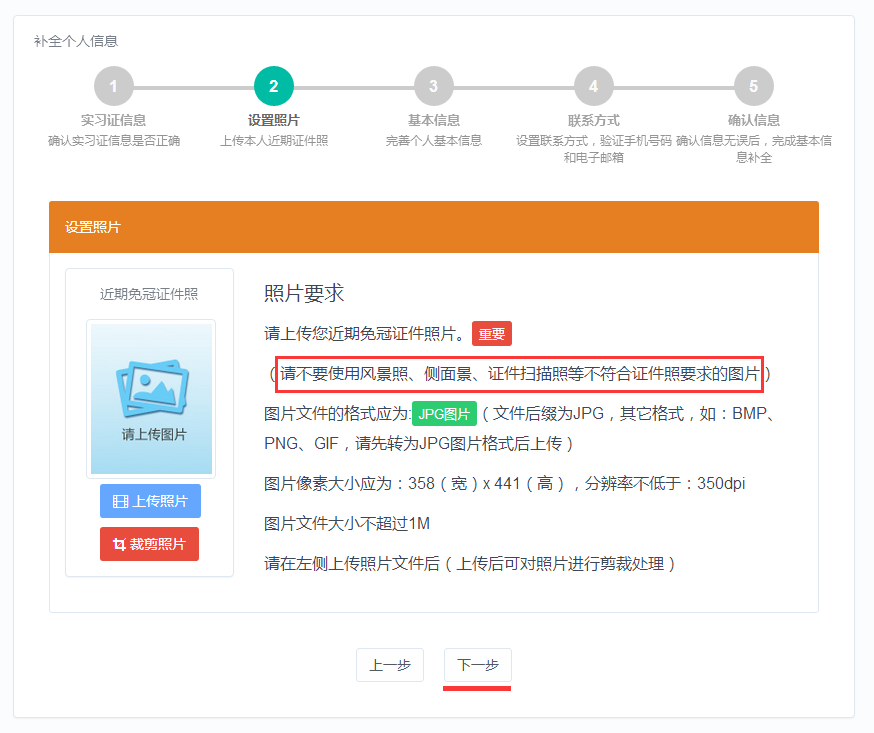 补全个人信息
1 2 3 4 5
实习证信息 设置照片 基本信息 联系方式 确认信息
确认实习证信息是否正确 上传本人近期证件照 完善个人基本信息 设置联系方式，验证手机号码 确认信息无误后，完成基本信
和电子邮箱 息补全
设置照片
近期免冠证件照
请上传图片
上传照片
裁剪照片
照片要求
请上传您近期免冠证件照片。 重要
（请不要使用风景照、侧面景、证件扫描照等不符合证件照要求的图片）
图片文件的格式应为: JPG图片（文件后缀为JPG，其它格式，如：BMP、
PNG、GIF，请先转为JPG图片格式后上传）
图片像素大小应为：358（宽）x 441（高），分辨率不低于：350dpi
图片文件大小不超过1M
请在左侧上传照片文件后（上传后可对照片进行剪裁处理）
上一步 下一步